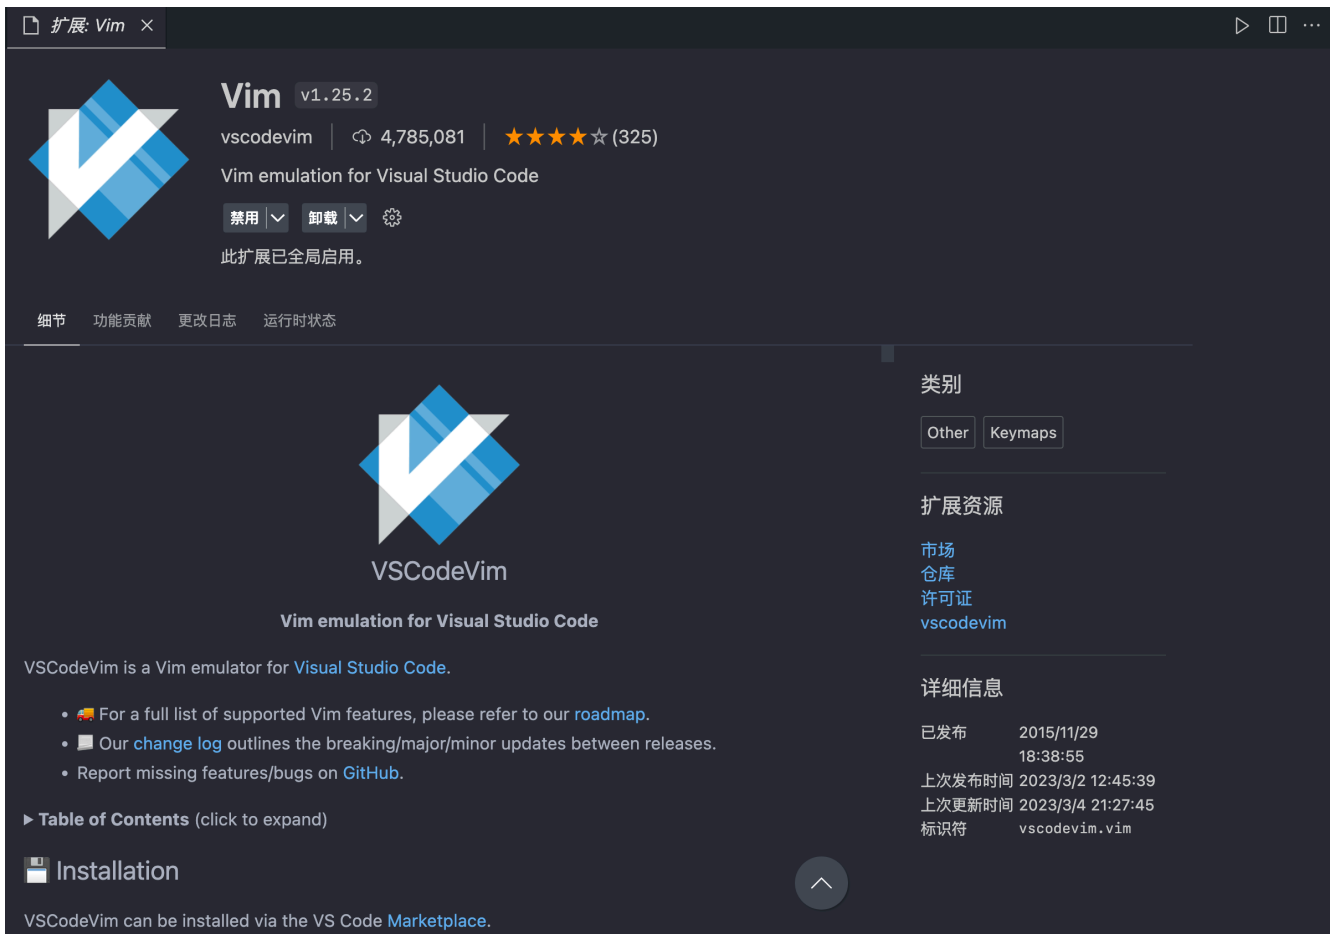 扩展: Vim
Vim v1.25.2
vscodevim 4,785,081 (325)
Vim emulation for Visual Studio Code
禁用 卸载
此扩展已全局启用。
细节 功能贡献 更改日志 运行时状态
VSCodeVim
Vim emulation for Visual Studio Code
VSCodeVim is a Vim emulator for Visual Studio Code.
• For a full list of supported Vim features, please refer to our roadmap.
• Our change log outlines the breaking/major/minor updates between releases.
• Report missing features/bugs on GitHub.
Table of Contents (click to expand)
Installation
VSCodeVim can be installed via the VS Code Marketplace.
类别
Other Keymaps
扩展资源
市场
仓库
许可证
vscodevim
详细信息
已发布 2015/11/29
18:38:55
上次发布时间 2023/3/2 12:45:39
上次更新时间 2023/3/4 21:27:45
标识符 vscodevim.vim